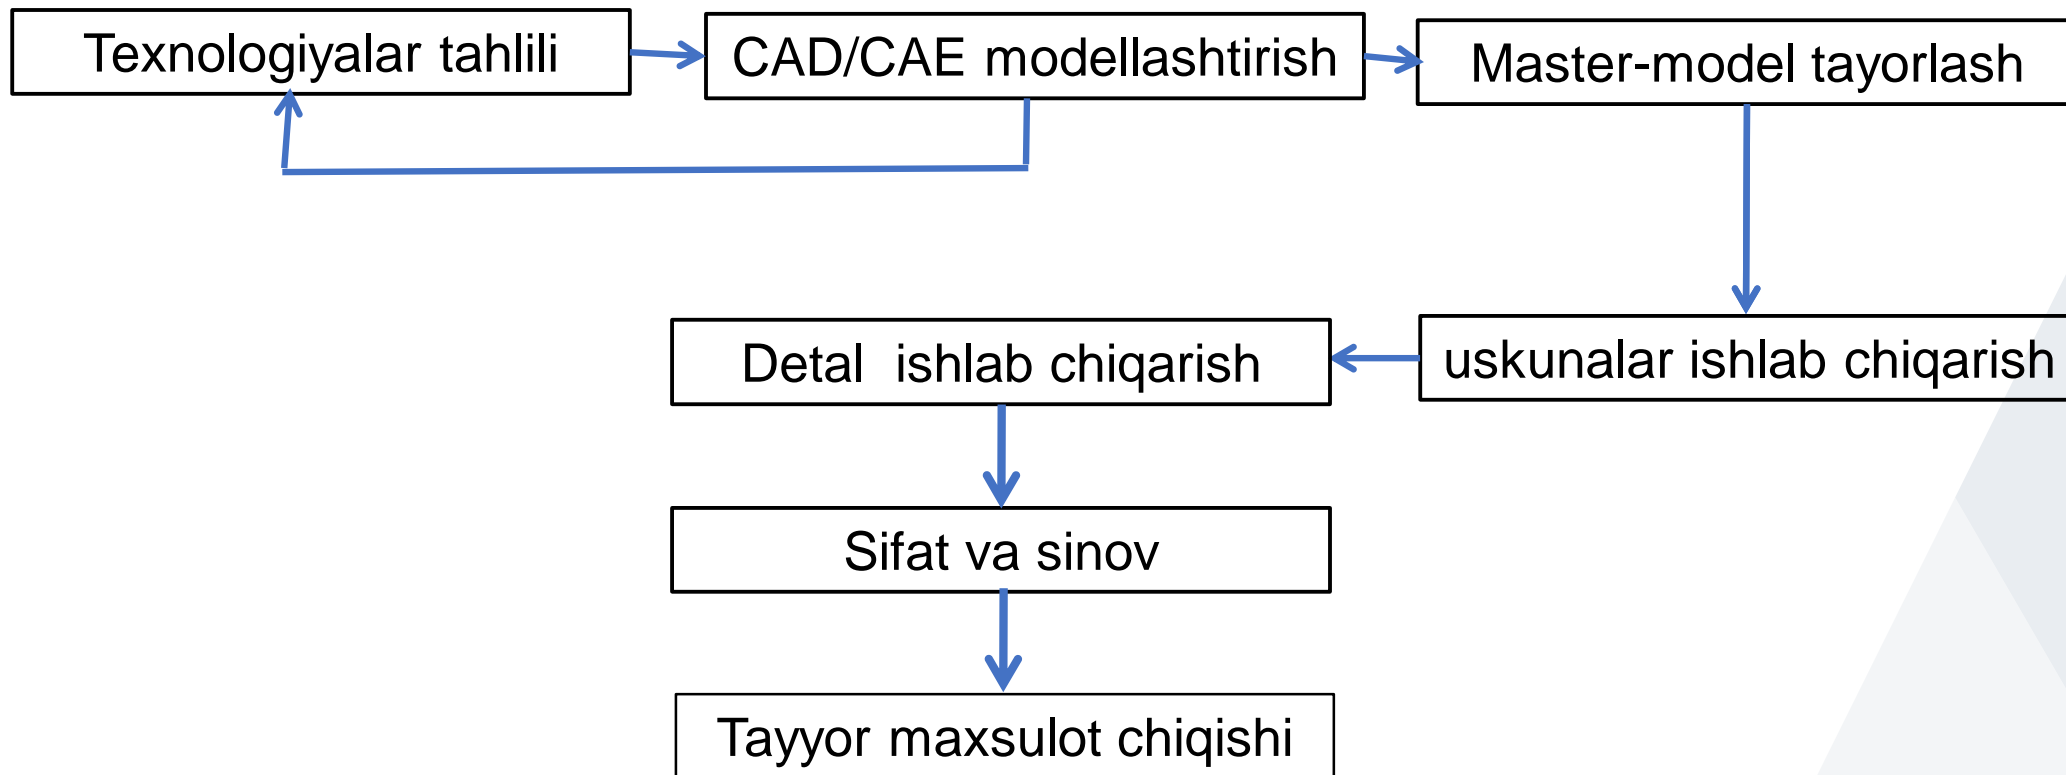 Texnologiyalar tahlili
CAD/CAE modellashtirish
Master-model tayorlash
uskunalar ishlab chiqarish
Detal ishlab chiqarish
Sifat va sinov
Tayyor maxsulot chiqishi